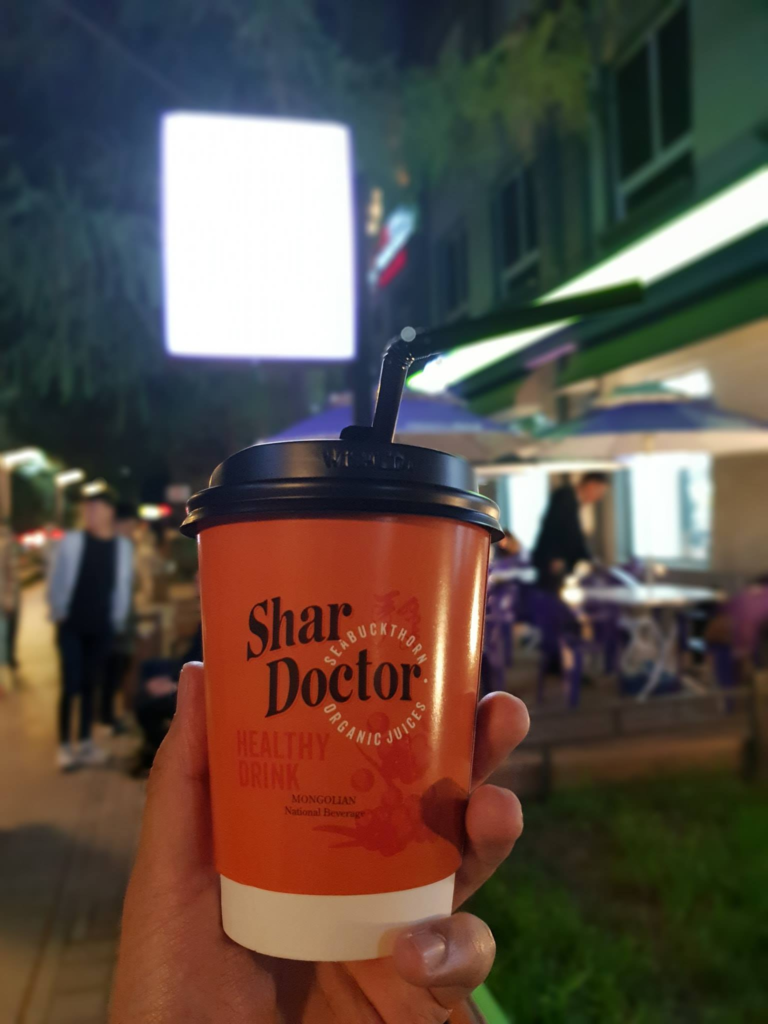 Shar
Doctor
SEABUCKTHORN •
ORGANIC JUICES
HEALTHY
DRINK
MONGOLIAN
National Beverage